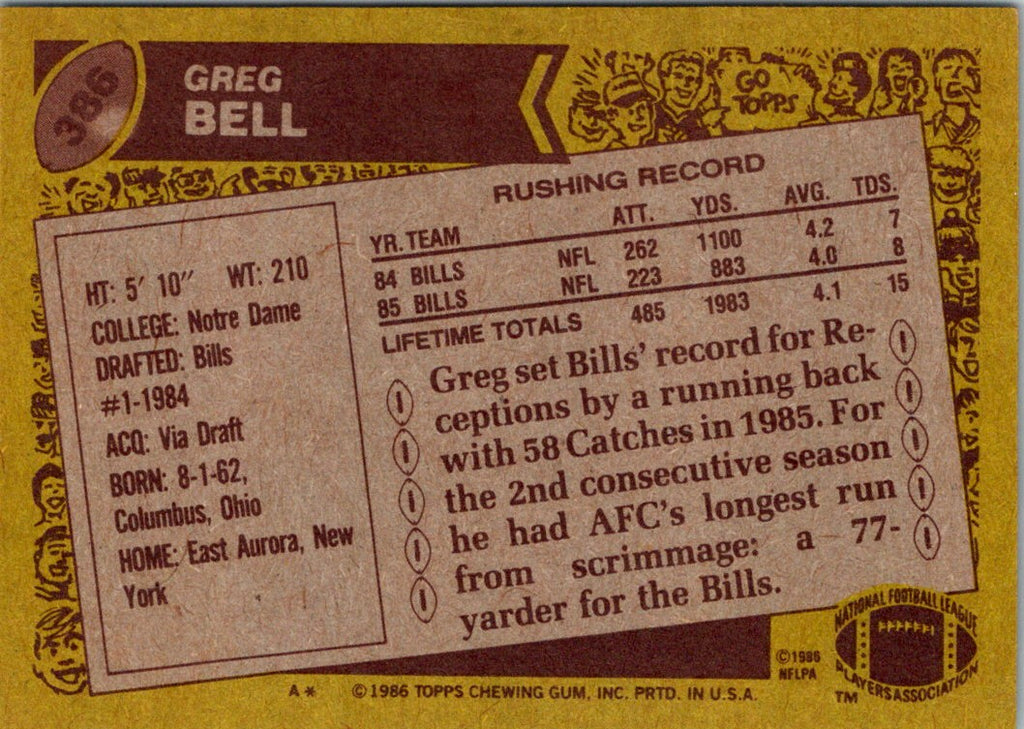 386
GREG
BELL
GO
TOPPS
RUSHING RECORD
YR. TEAM ATT. YDS. AVG. TDS.
84 BILLS NFL 262 1100 4.2 7
85 BILLS NFL 223 883 4.0 8
LIFETIME TOTALS 485 1983 4.1 15
HT: 5' 10" WT: 210
COLLEGE: Notre Dame
DRAFTED: Bills
#1-1984
ACQ: Via Draft
BORN: 8-1-62,
Columbus, Ohio
HOME: East Aurora, New
York
Greg set Bills' record for Re-
ceptions by a running back
with 58 Catches in 1985. For
the 2nd consecutive season
he had AFC's longest run
from scrimmage: a 77-
yarder for the Bills.
NATIONAL FOOTBALL LEAGUE
PLAYERS ASSOCIATION
TM
©1986
NFLPA
A* ©1986 TOPPS CHEWING GUM, INC. PRTD. IN U.S.A.